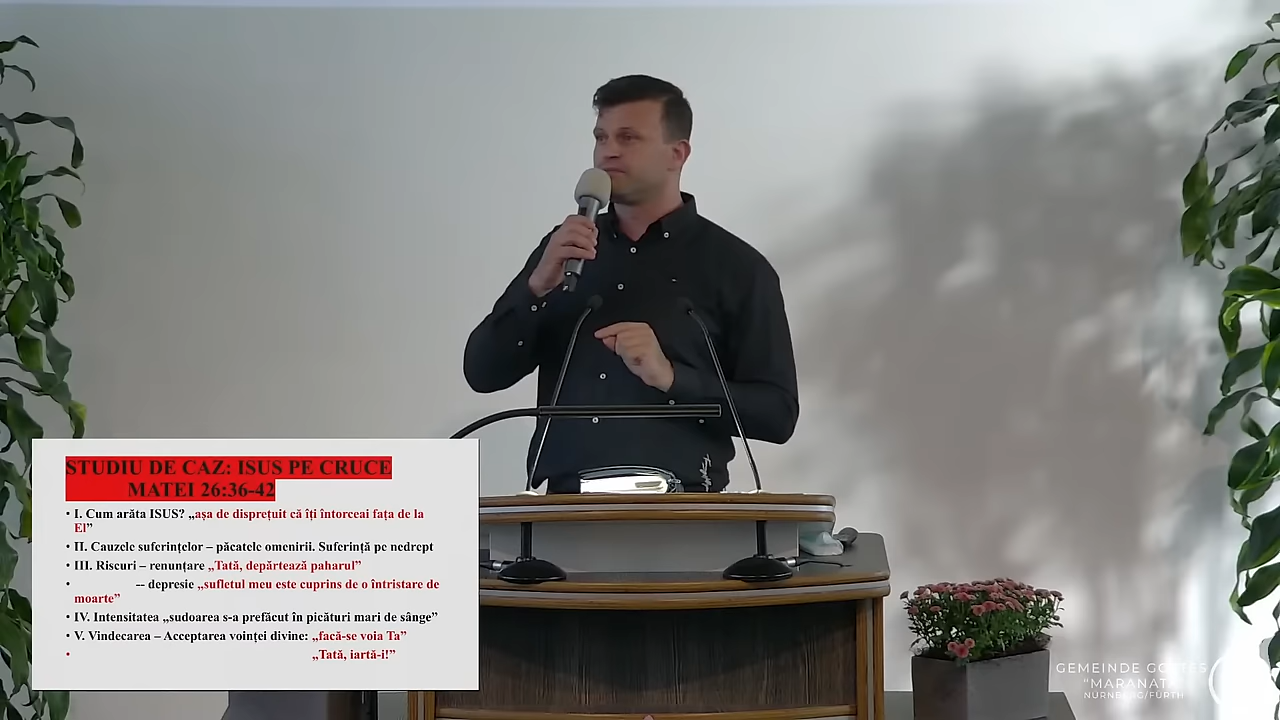 STUDIU DE CAZ: ISUS PE CRUCE
MATEI 26:36-42
• I. Cum arăta ISUS? „așa de disprețuit că îți întorceai fața de la
El”
• II. Cauzele suferințelor – păcatele omenirii. Suferință pe nedrept
• III. Riscuri – renunțare „Tată, depărtează paharul”
• -- depresie „sufletul meu este cuprins de o întristare de
moarte”
• IV. Intensitatea „sudoarea s-a prefăcut în picături mari de sânge”
• V. Vindecarea – Acceptarea voinței divine: „facă-se voia Ta”
• „Tată, iartă-i!”
GEMEINDE GOTTES
"MARANATA"
NÜRNBERG/FÜRTH